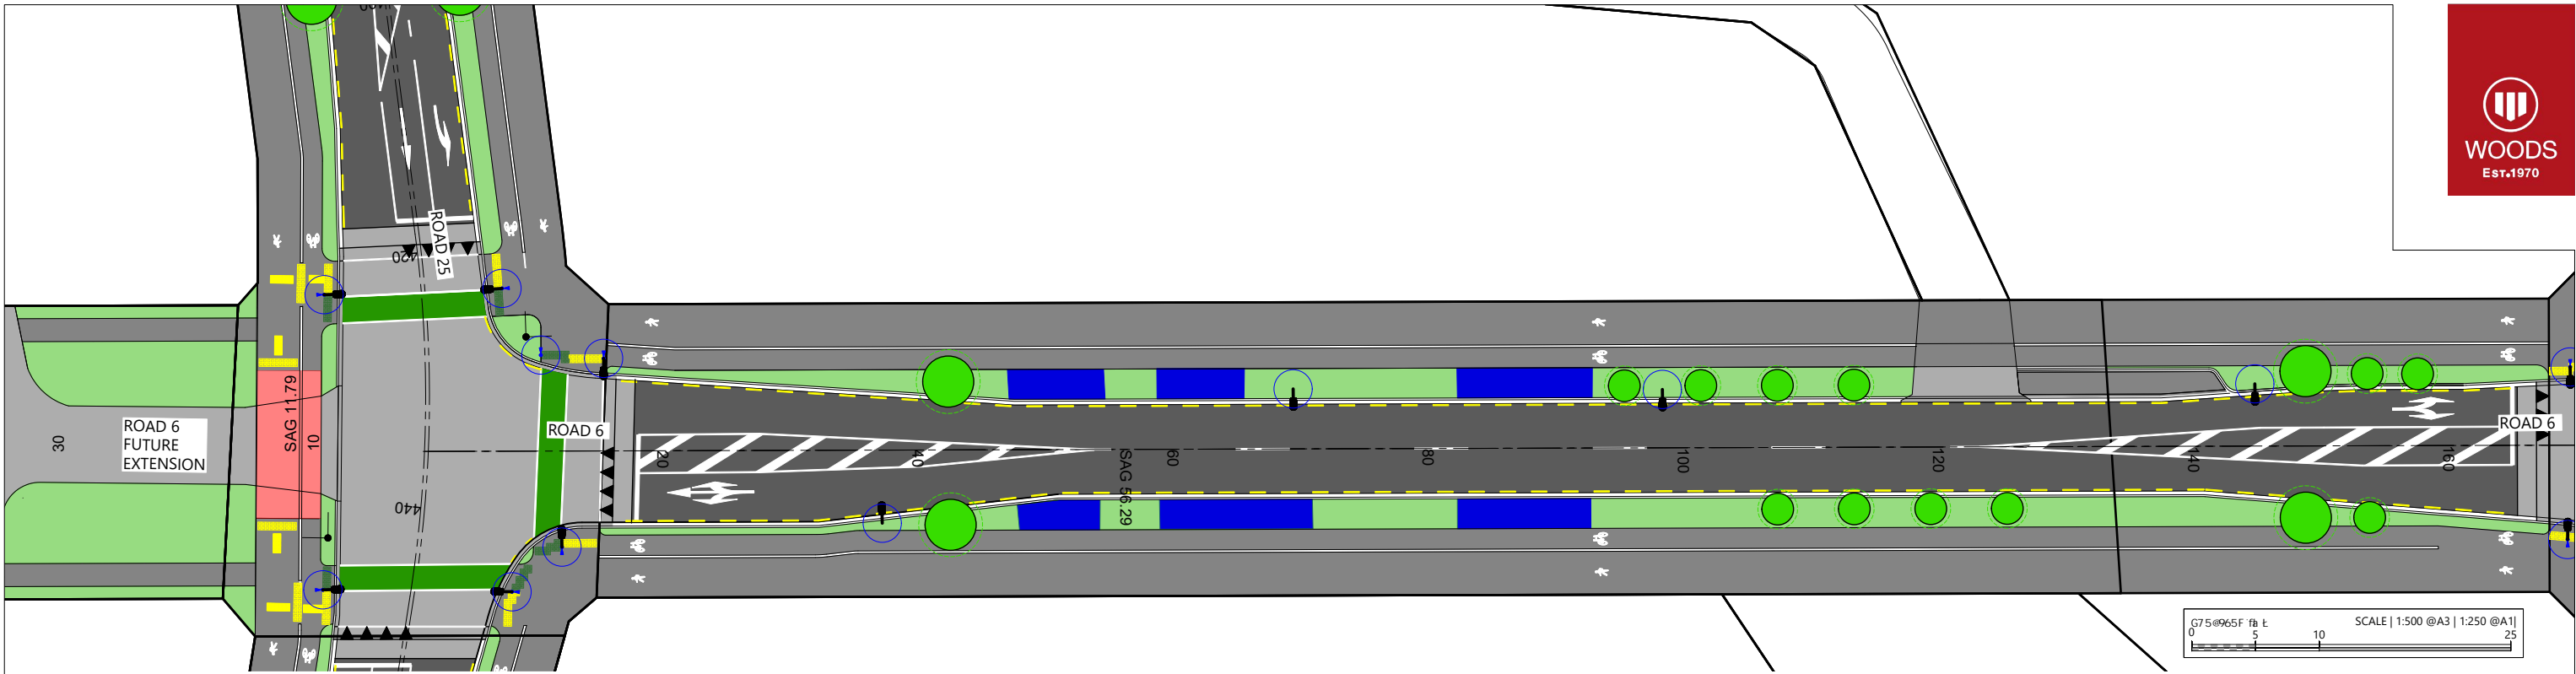 WOODS
EST.1970
400
ROAD 25
420
SAG 11.79
10
30
ROAD 6
FUTURE
EXTENSION
440
ROAD 6
20
40
SAG 56.29
60
80
100
120
140
160
ROAD 6
SCALE | 1:500 @A3 | 1:250 @A1|
0 5 10 25